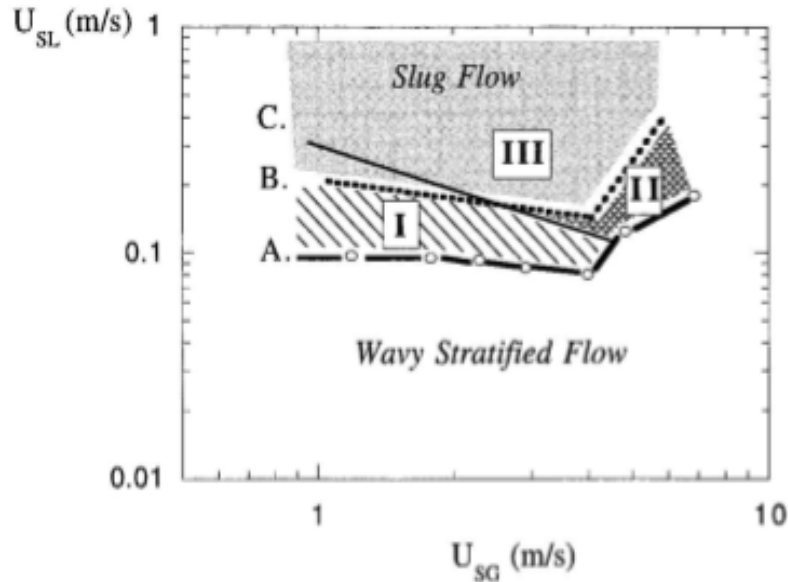 U_SL (m/s)
1
Slug Flow
C.
III
B.
II
I
0.1
A.
Wavy Stratified Flow
0.01
1
10
U_SG (m/s)